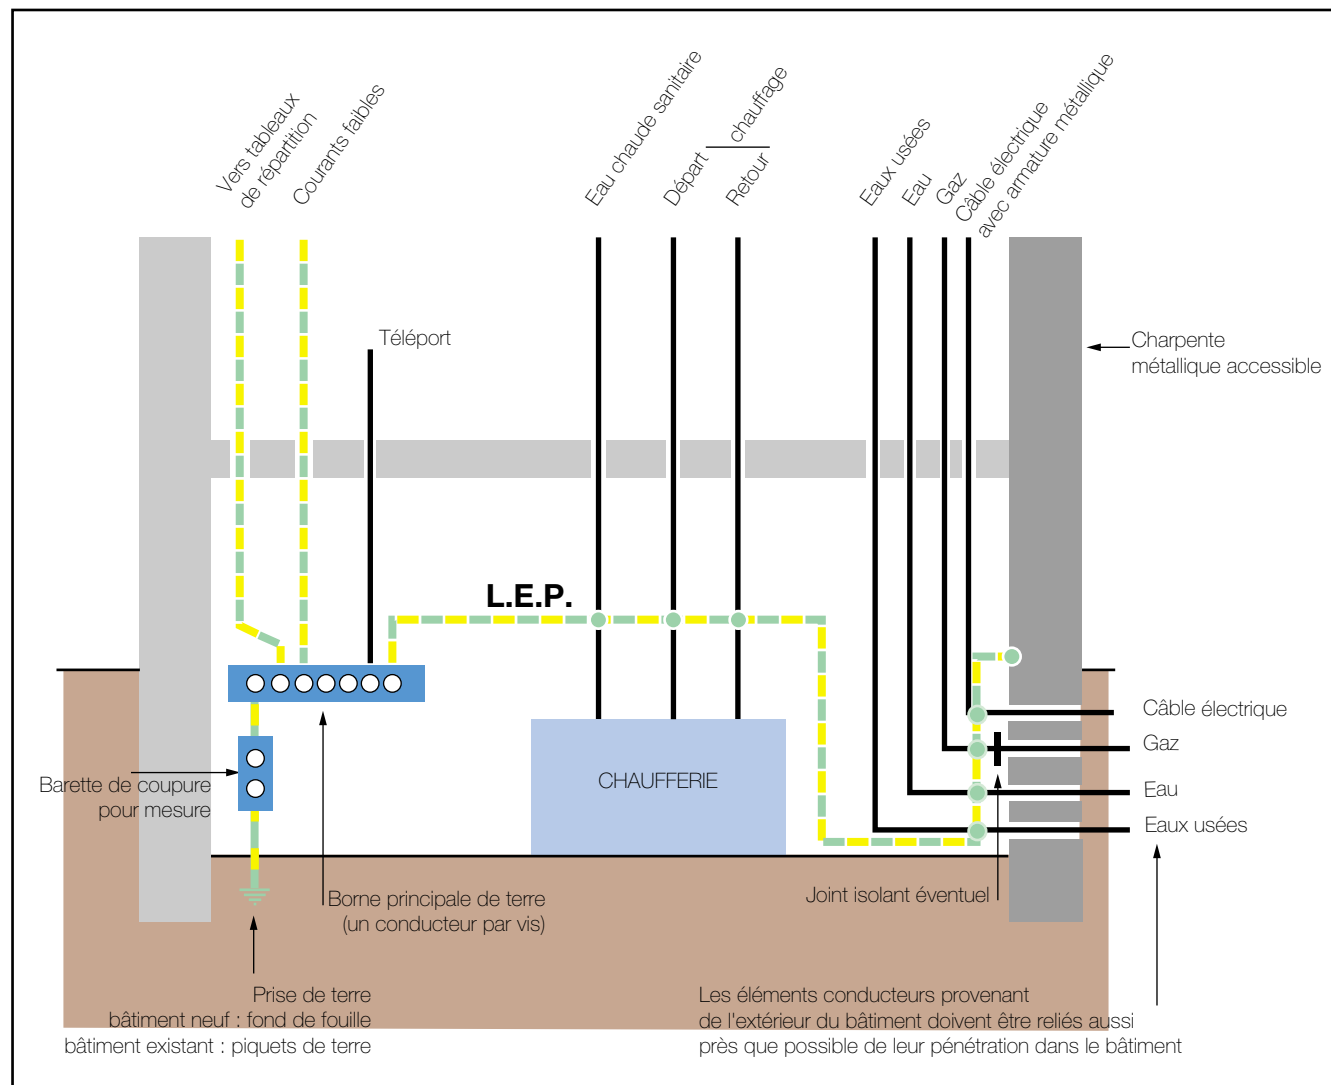 Vers tableaux
de répartition
Courants faibles
Eau chaude sanitaire
Départ
chauffage
Retour
Eaux usées
Eau
Gaz
Câble électrique
avec armature métallique
Téléport
Charpente
métallique accessible
L.E.P.
Câble électrique
Gaz
Eau
Eaux usées
CHAUFFERIE
Barette de coupure
pour mesure
Borne principale de terre
(un conducteur par vis)
Joint isolant éventuel
Prise de terre
bâtiment neuf : fond de fouille
bâtiment existant : piquets de terre
Les éléments conducteurs provenant
de l'extérieur du bâtiment doivent être reliés aussi
près que possible de leur pénétration dans le bâtiment